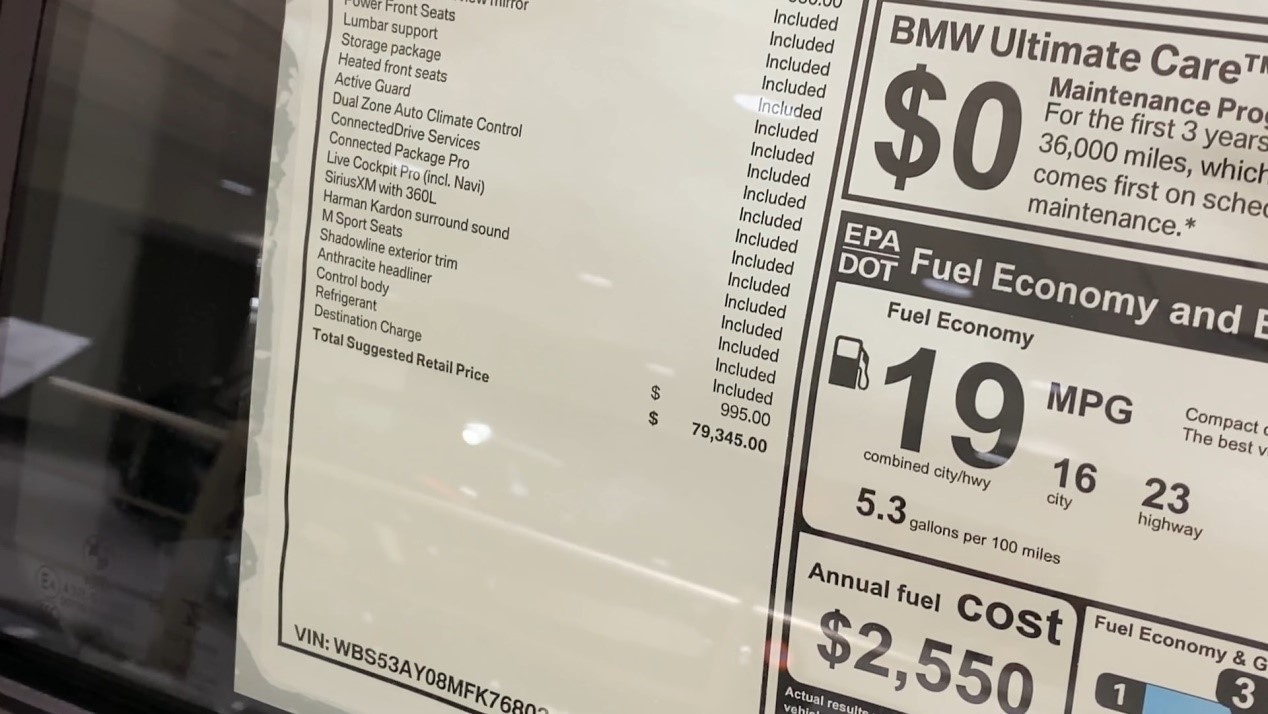 mirror
Power Front Seats Included
Lumbar support Included
Storage package Included
Heated front seats Included
Active Guard Included
Dual Zone Auto Climate Control Included
ConnectedDrive Services Included
Connected Package Pro Included
Live Cockpit Pro (incl. Navi) Included
SiriusXM with 360L Included
Harman Kardon surround sound Included
M Sport Seats Included
Shadowline exterior trim Included
Anthracite headliner Included
Control body Included
Refrigerant Included
Included
Included
Destination Charge $ 995.00
Total Suggested Retail Price $ 79,345.00
VIN: WBS53AY08MFK7680
BMW Ultimate Care™
$0
Maintenance
For the first 3 years
36,000 miles, which
comes first on
maintenance.*
EPA
DOT
Fuel Economy and
Fuel Economy
19 MPG
combined city/hwy
16
city
23
highway
5.3 gallons per 100 miles
Compact
The best
Annual fuel cost
$2,550
Fuel Economy &
1
3
Actual results